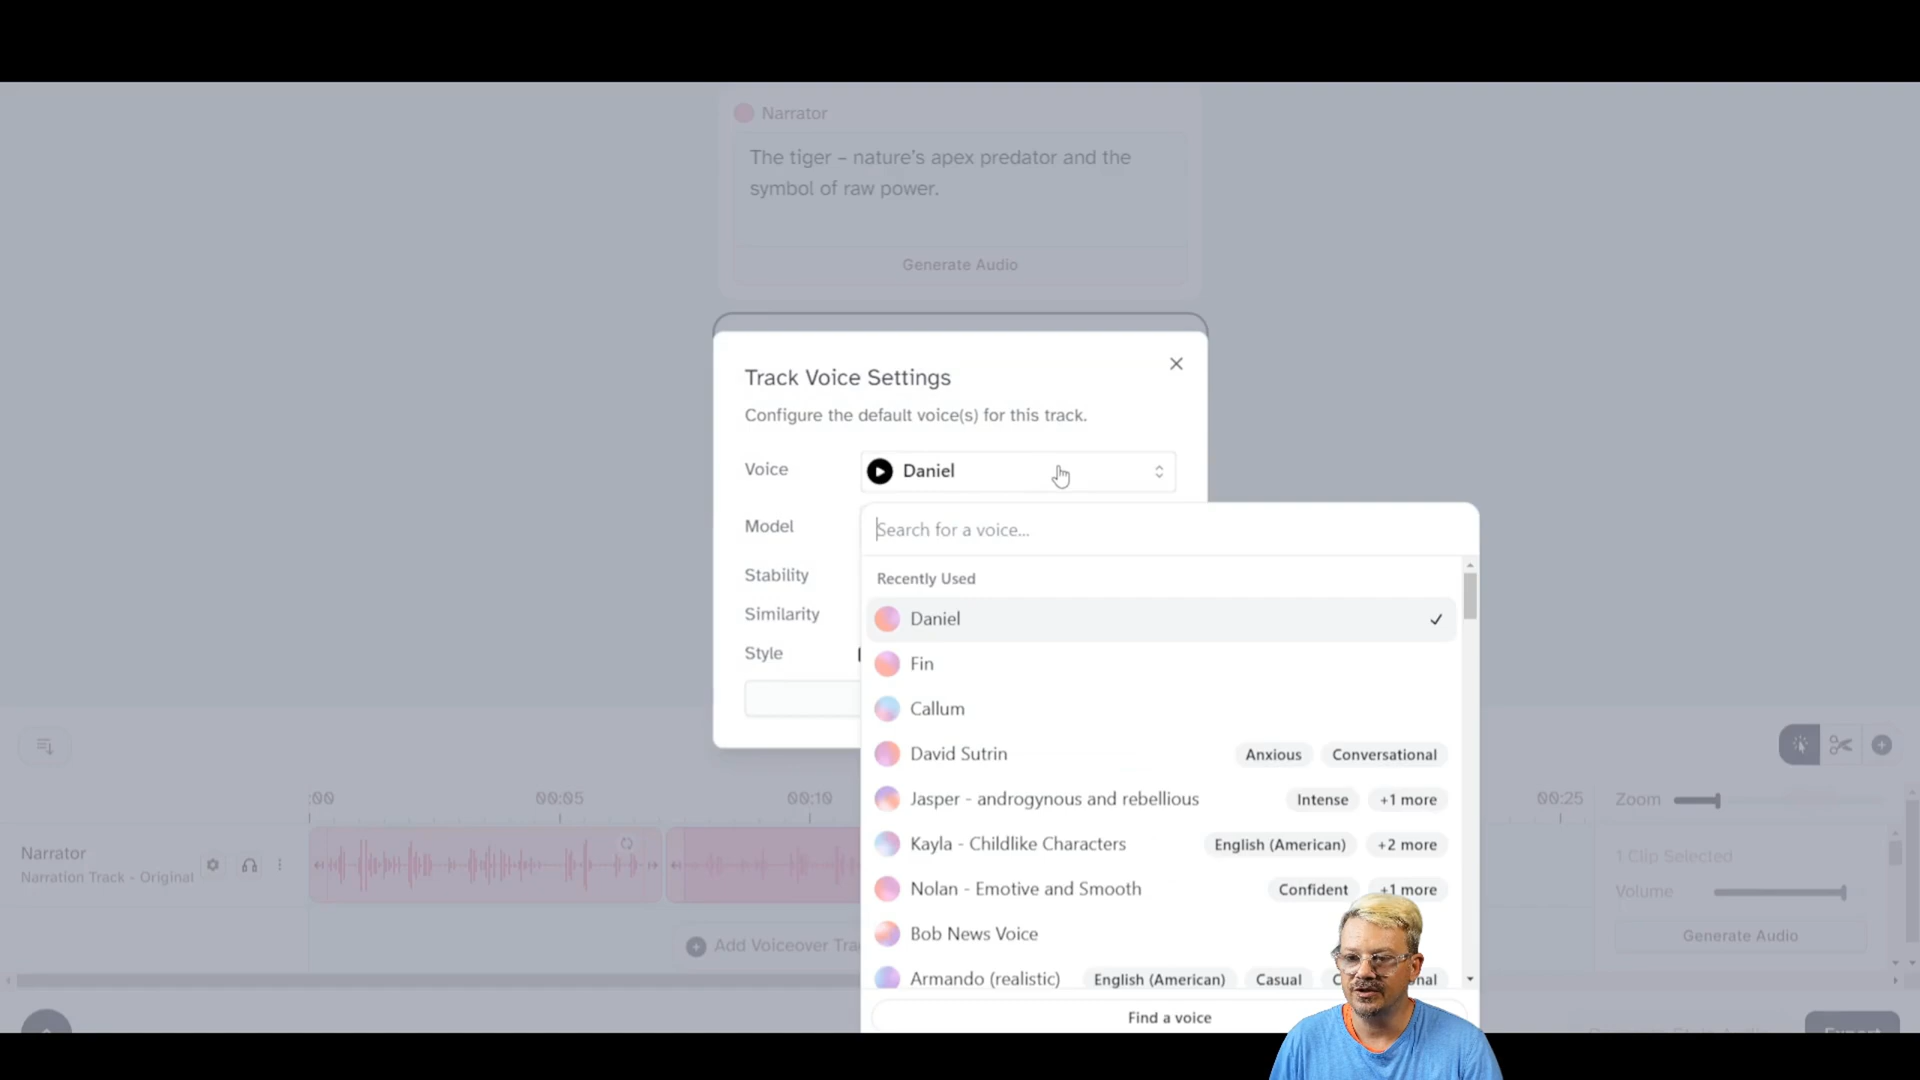 Narrator
The tiger – nature's apex predator and the
symbol of raw power.
Generate Audio
Track Voice Settings
Configure the default voice(s) for this track.
Voice
Daniel
Model
Search for a voice...
Stability
Recently Used
Similarity
Daniel
Style
Fin
Callum
David Sutrin Anxious Conversational
Jasper - androgynous and rebellious Intense +1 more
Kayla - Childlike Characters English (American) +2 more
Nolan - Emotive and Smooth Confident +1 more
Bob News Voice
Armando (realistic) English (American) Casual
Find a voice
:00 00:05 00:10 00:25
Zoom
Narrator
Narration Track - Original
1 Clip Selected
Volume
Add Voiceover
Generate Audio